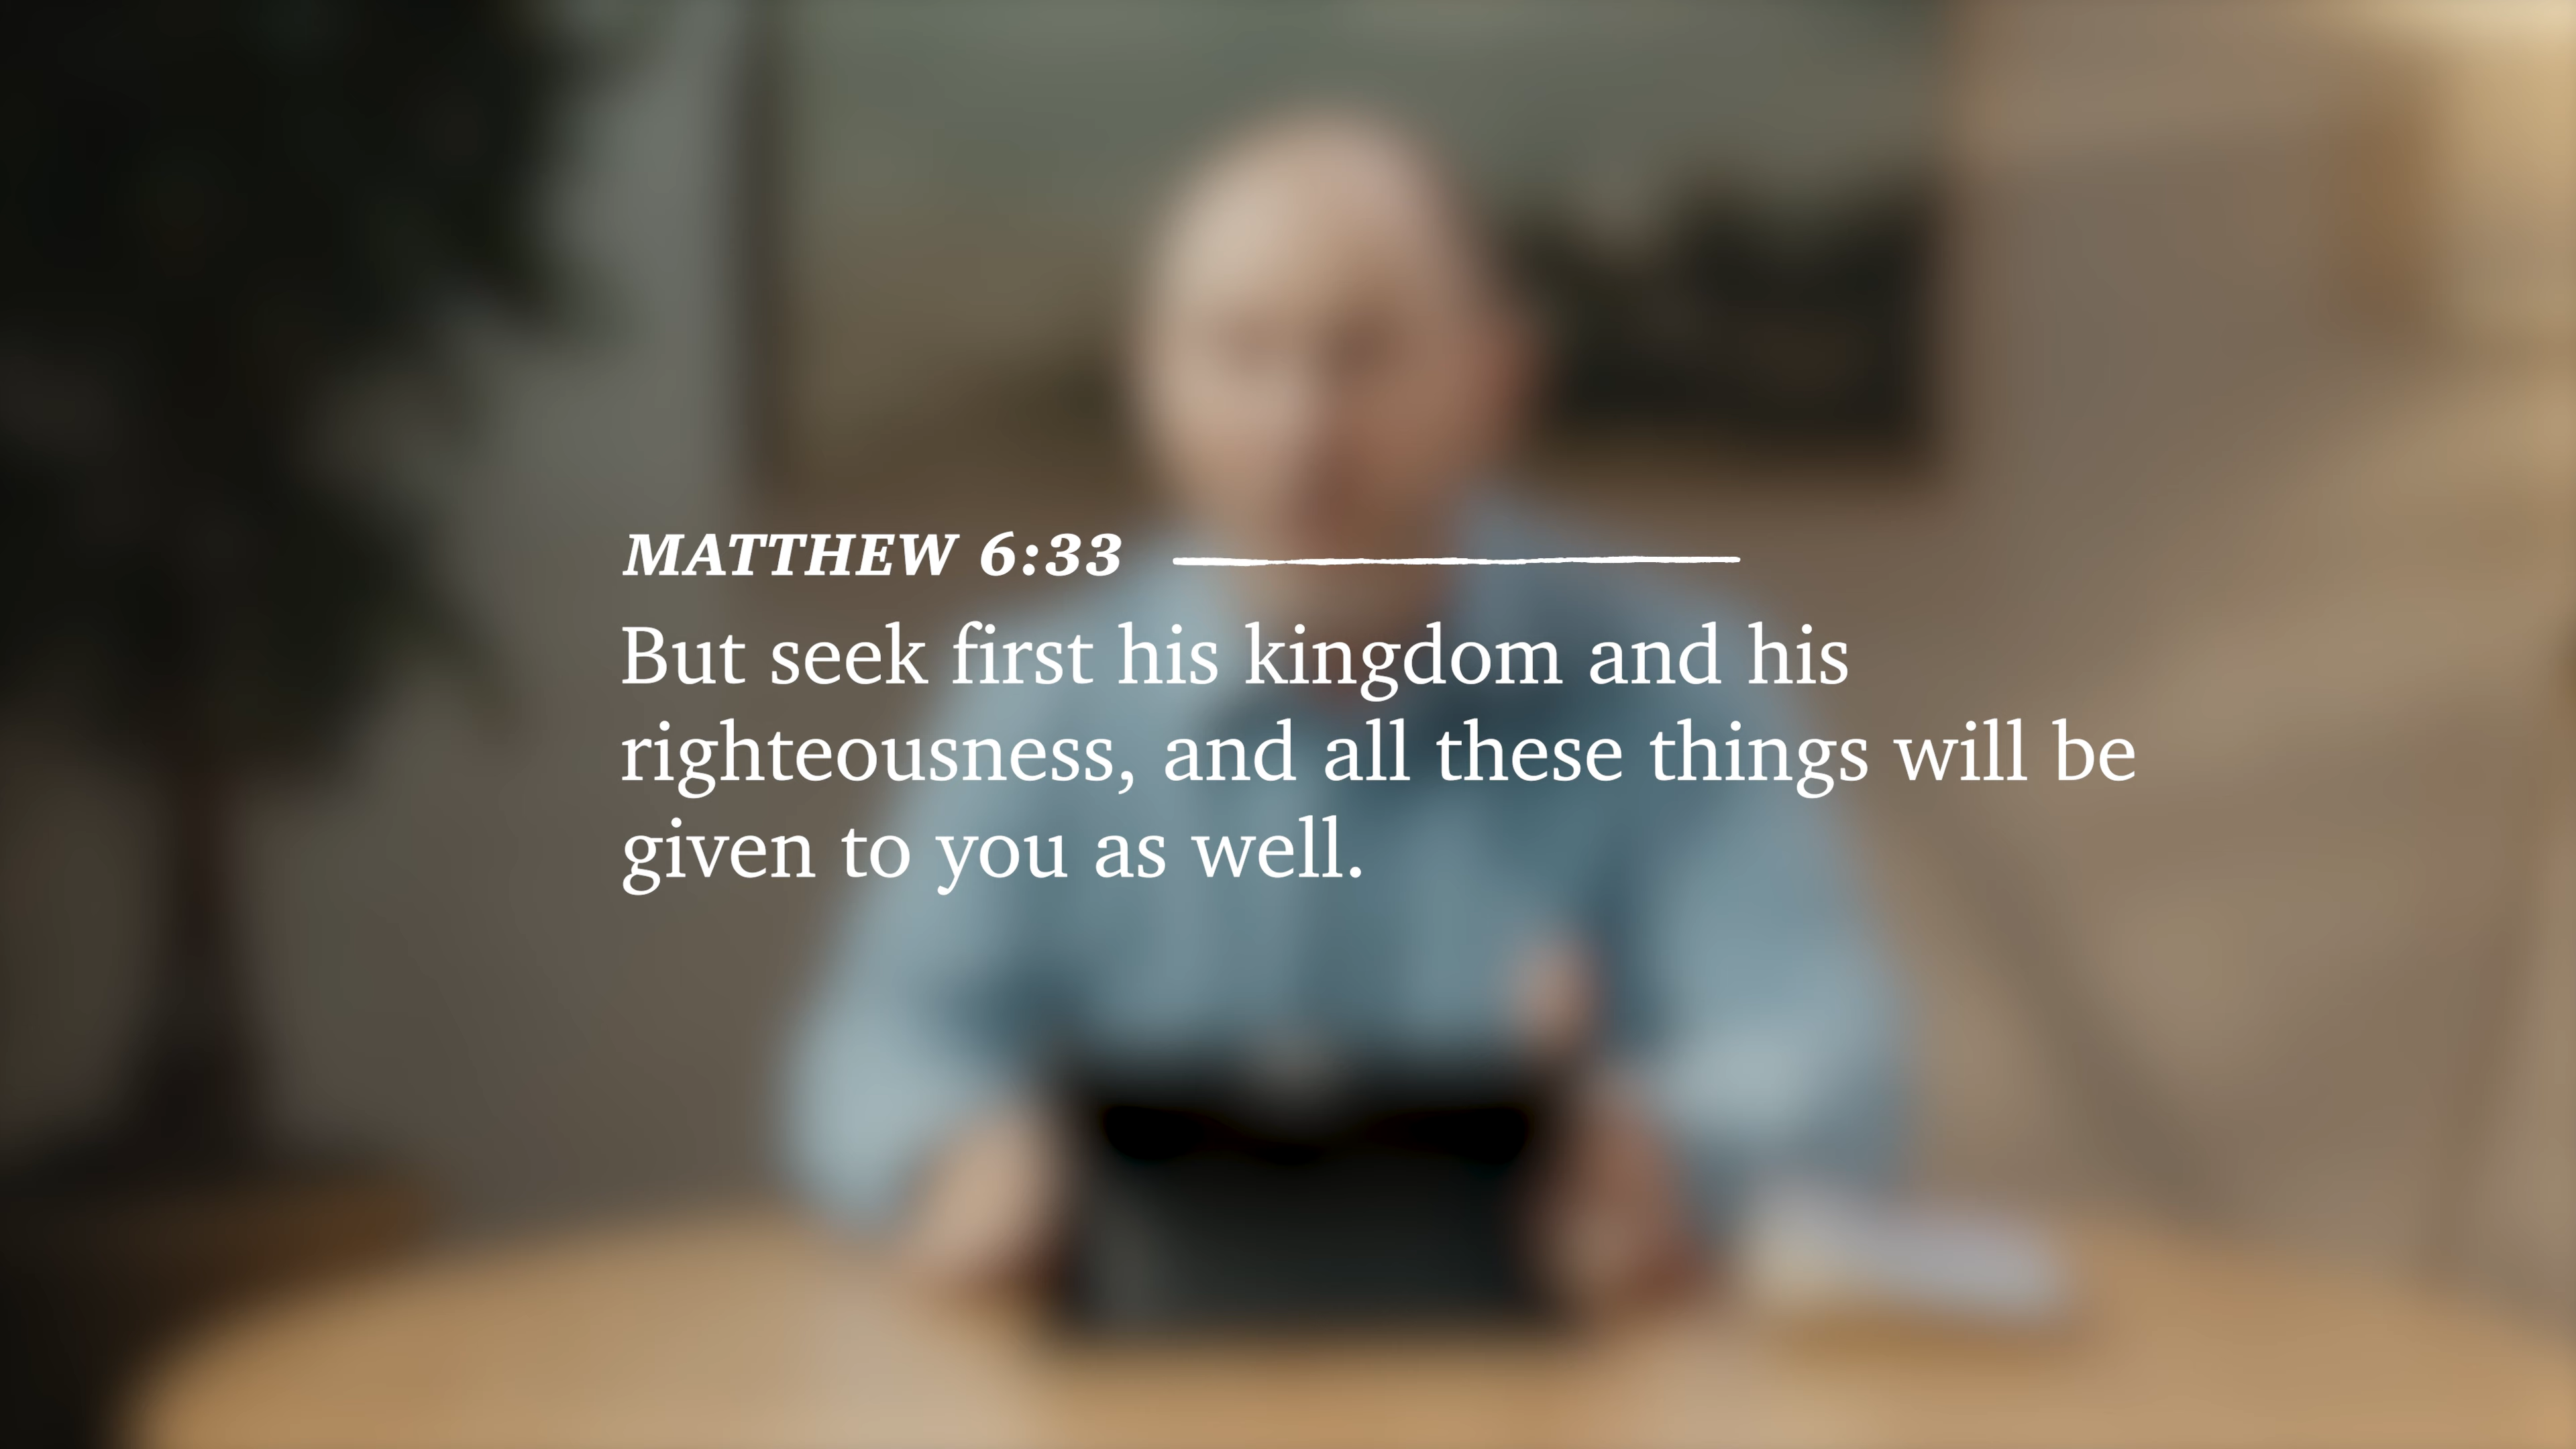 MATTHEW 6:33
But seek first his kingdom and his
righteousness, and all these things will be
given to you as well.